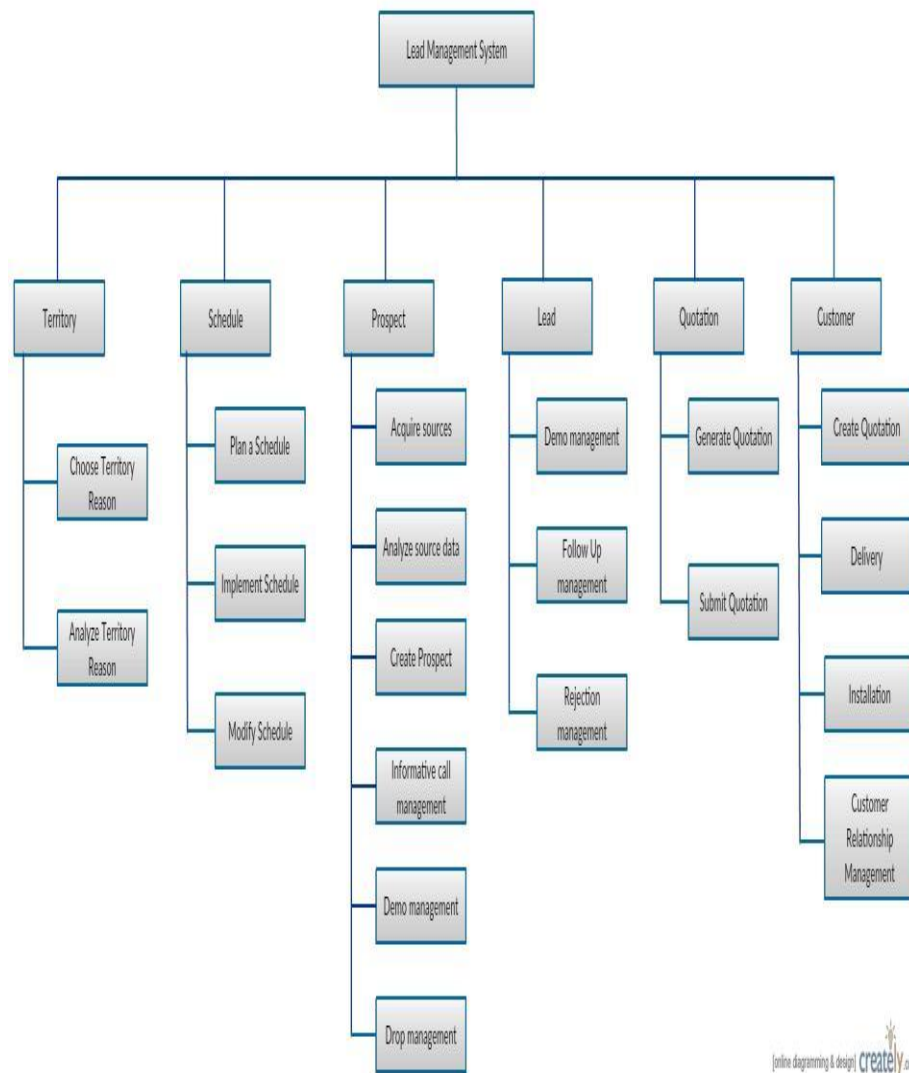 Lead Management System
Territory
Schedule
Prospect
Lead
Quotation
Customer
Choose Territory
Reason
Analyze Territory
Reason
Plan a Schedule
Implement Schedule
Modify Schedule
Acquire sources
Analyze source data
Create Prospect
Informative call
management
Demo management
Drop management
Demo management
Follow Up
management
Rejection
management
Generate Quotation
Submit Quotation
Create Quotation
Delivery
Installation
Customer
Relationship
Management
[online diagramming & design] creately.c